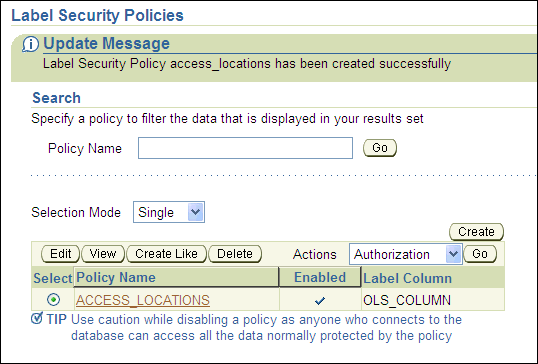 Label Security Policies
Update Message
Label Security Policy access_locations has been created successfully
Search
Specify a policy to filter the data that is displayed in your results set
Policy Name Go
Selection Mode Single
Create
Edit View Create Like Delete Actions Authorization Go
Select Policy Name Enabled Label Column
ACCESS_LOCATIONS OLS_COLUMN
TIP Use caution while disabling a policy as anyone who connects to the
database can access all the data normally protected by the policy